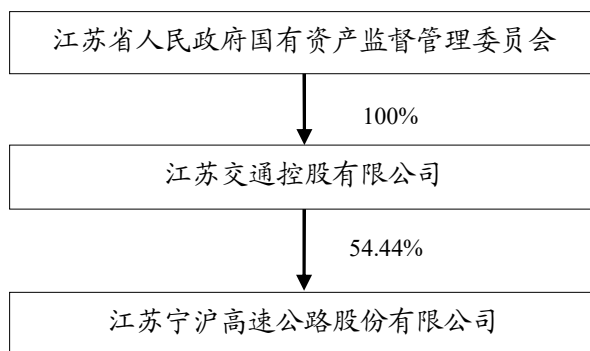 江苏省人民政府国有资产监督管理委员会
100%
江苏交通控股有限公司
54.44%
江苏宁沪高速公路股份有限公司